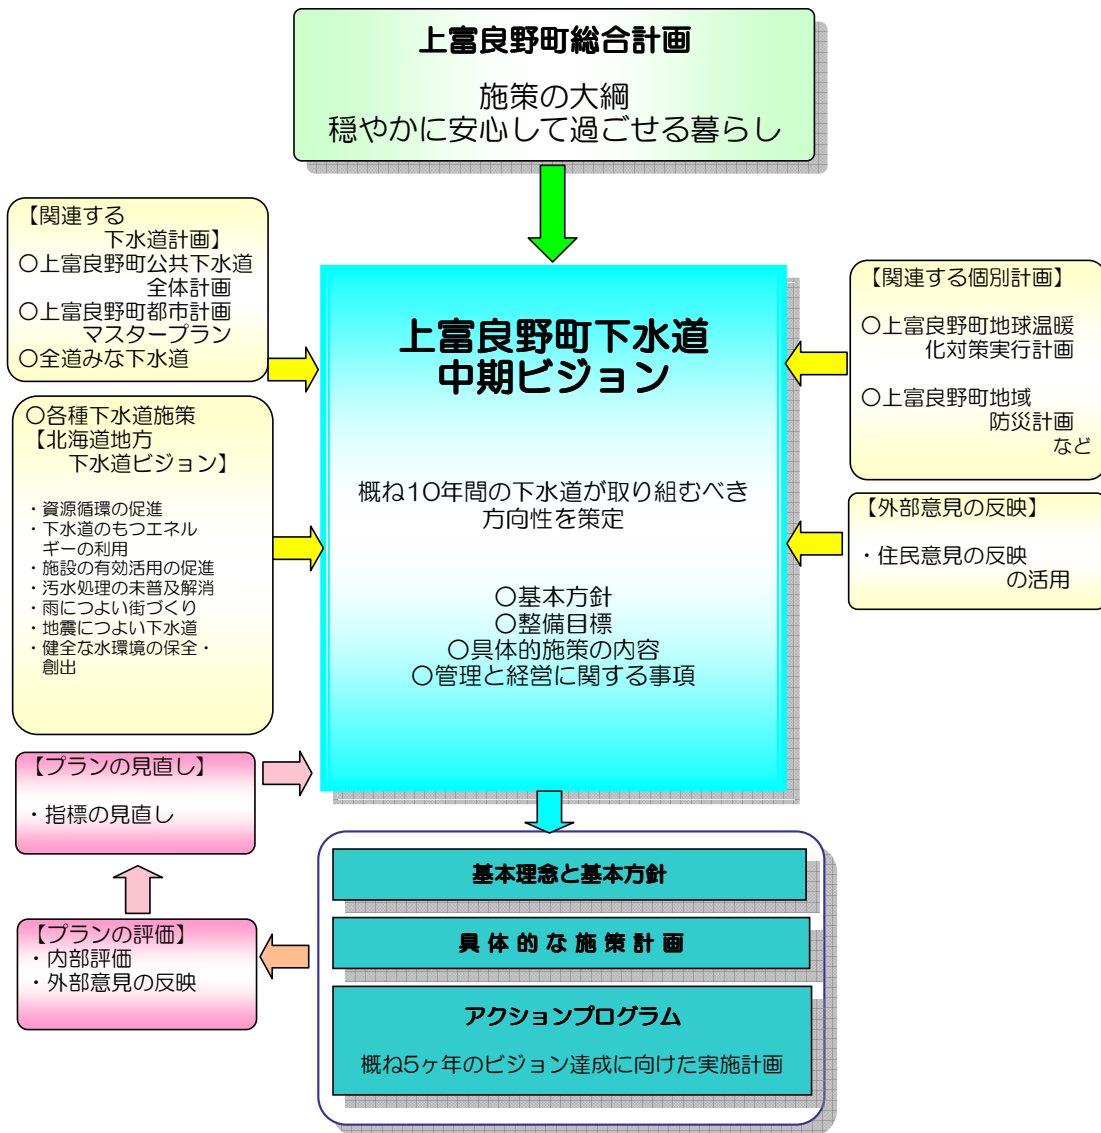 上富良野町総合計画
施策の大綱
穏やかに安心して過ごせる暮らし
【関連する
下水道計画】
○上富良野町公共下水道
全体計画
○上富良野町都市計画
マスタープラン
○全道みな下水道
○各種下水道施策
【北海道地方
下水道ビジョン】
・資源循環の促進
・下水道のもつエネル
ギーの利用
・施設の有効活用の促進
・汚水処理の未普及解消
・雨につよい街づくり
・地震につよい下水道
・健全な水環境の保全・
創出
上富良野町下水道
中期ビジョン
概ね10年間の下水道が取り組むべき
方向性を策定
○基本方針
○整備目標
○具体的施策の内容
○管理と経営に関する事項
【関連する個別計画】
○上富良野町地球温暖
化対策実行計画
○上富良野町地域
防災計画
など
【外部意見の反映】
・住民意見の反映
の活用
【プランの見直し】
・指標の見直し
【プランの評価】
・内部評価
・外部意見の反映
基本理念と基本方針
具体的な施策計画
アクションプログラム
概ね5ヶ年のビジョン達成に向けた実施計画